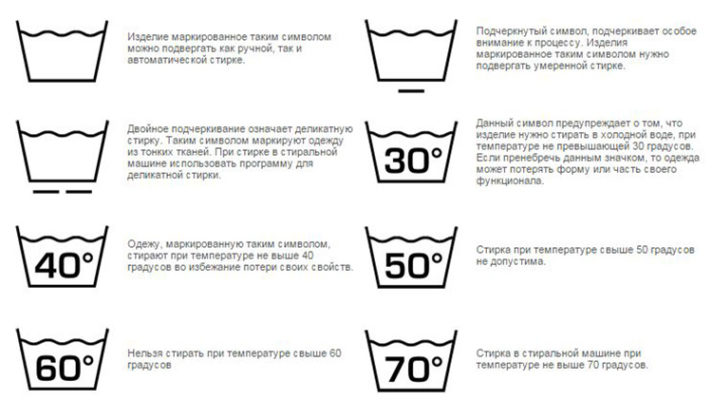 Изделие маркированное таким символом
можно подвергать как ручной, так и
автоматической стирке.
Подчеркнутый символ, подчеркивает особое
внимание к процессу. Изделия
маркированное таким символом нужно
подвергать умеренной стирке.
Двойное подчеркивание означает деликатную
стирку. Таким символом маркируют одежду
из тонких тканей. При стирке в стиральной
машине использовать программу для
деликатной стирки.
30°
Данный символ предупреждает о том, что
изделие нужно стирать в холодной воде, при
температуре не превышающей 30 градусов.
Если пренебречь данным значком, то одежда
может потерять форму или часть своего
функционала.
40°
Одежу, маркированную таким символом,
стирают при температуре не выше 40
градусов во избежание потери своих свойств.
50°
Стирка при температуре свыше 50 градусов
не допустима.
60°
Нельзя стирать при температуре свыше 60
градусов
70°
Стирка в стиральной машине при
температуре не выше 70 градусов.